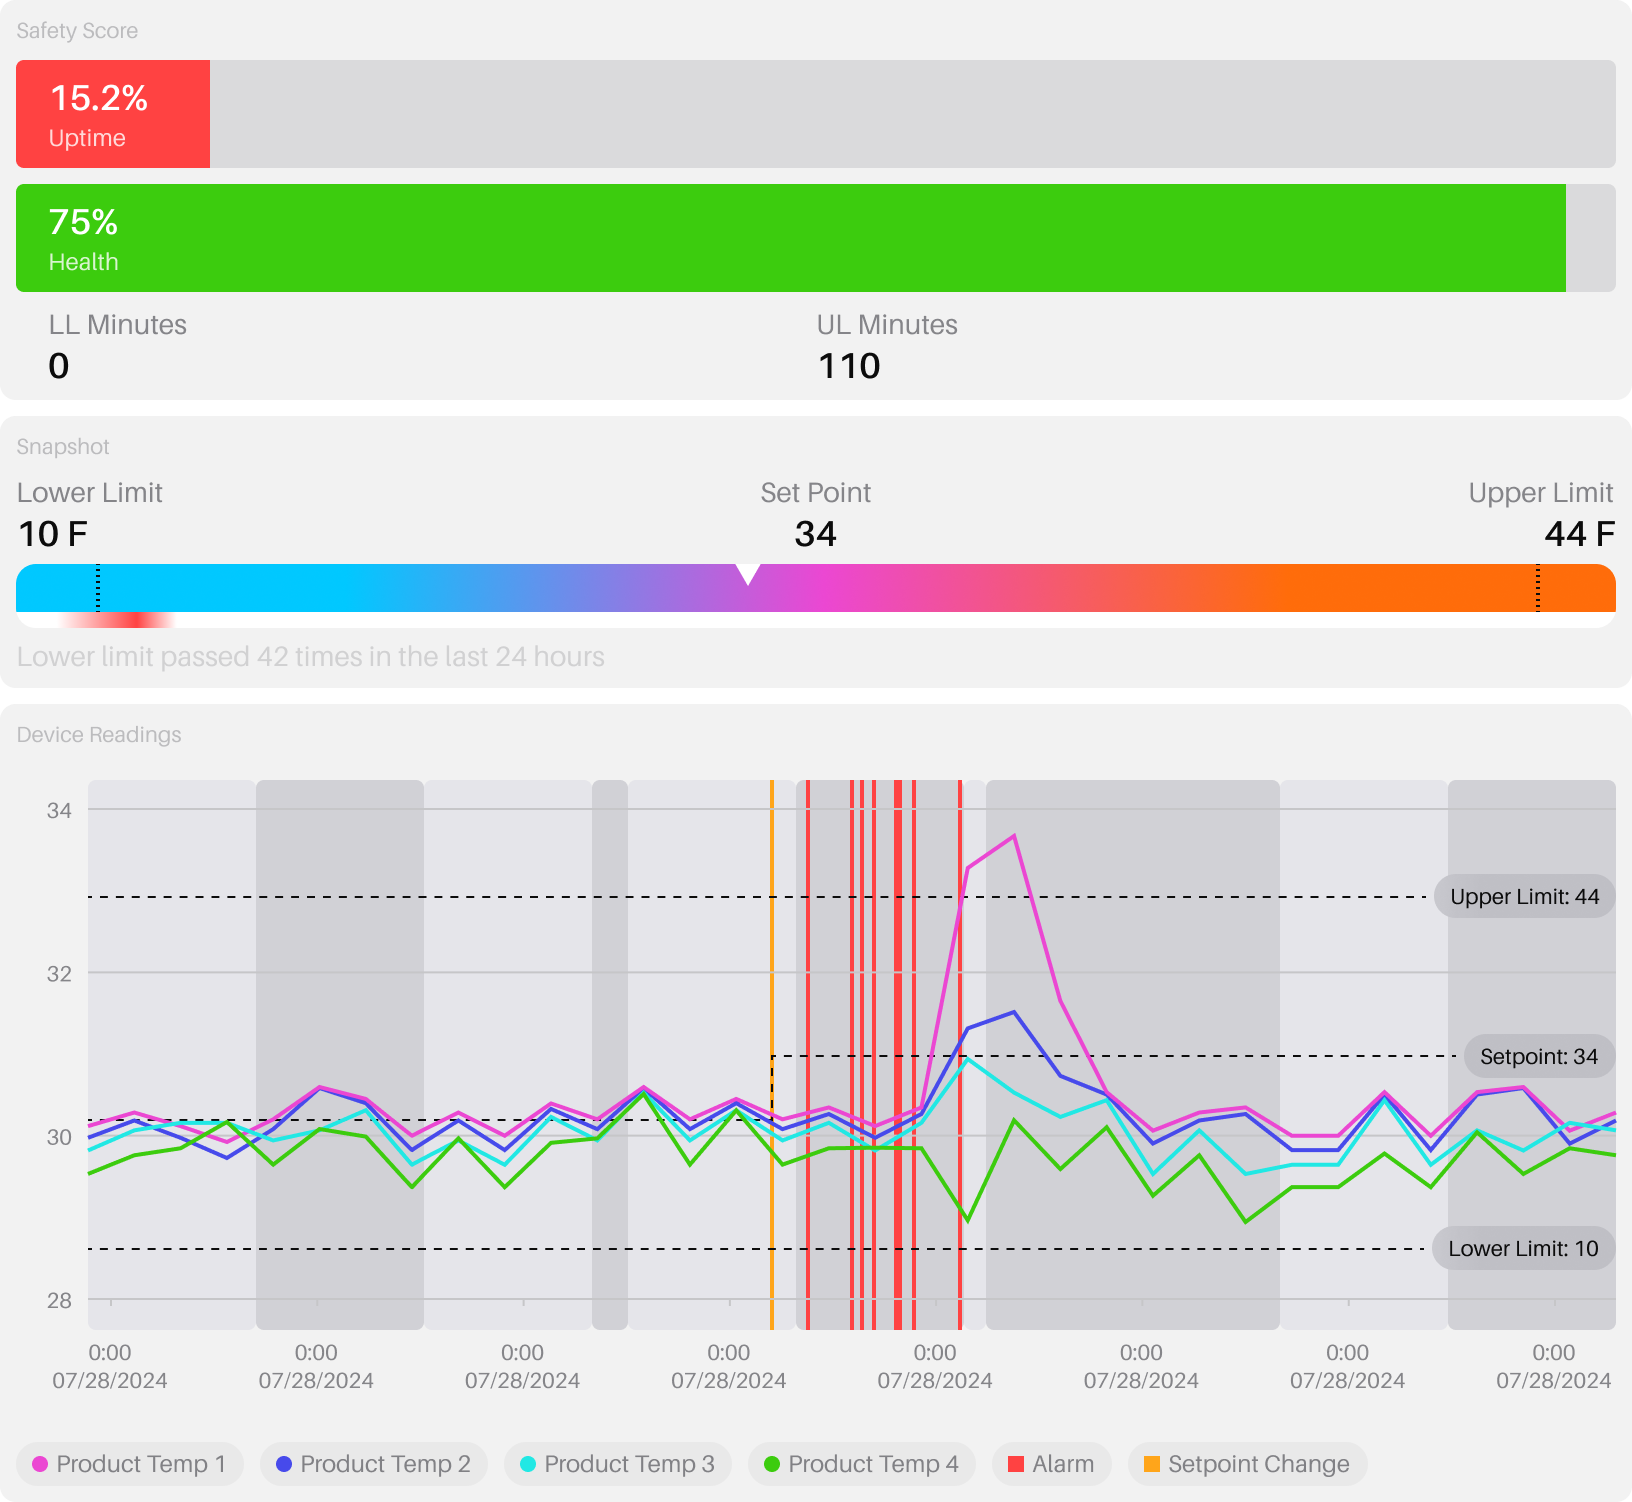 Safety Score
15.2%
Uptime
75%
Health
LL Minutes UL Minutes
0 110
Snapshot
Lower Limit Set Point Upper Limit
10 F 34 44 F
Lower limit passed 42 times in the last 24 hours
Device Readings
34
Upper Limit: 44
32
Setpoint: 34
30
Lower Limit: 10
28
0:00 0:00 0:00 0:00 0:00 0:00 0:00 0:00
07/28/2024 07/28/2024 07/28/2024 07/28/2024 07/28/2024 07/28/2024 07/28/2024 07/28/2024
Product Temp 1 Product Temp 2 Product Temp 3 Product Temp 4 Alarm Setpoint Change